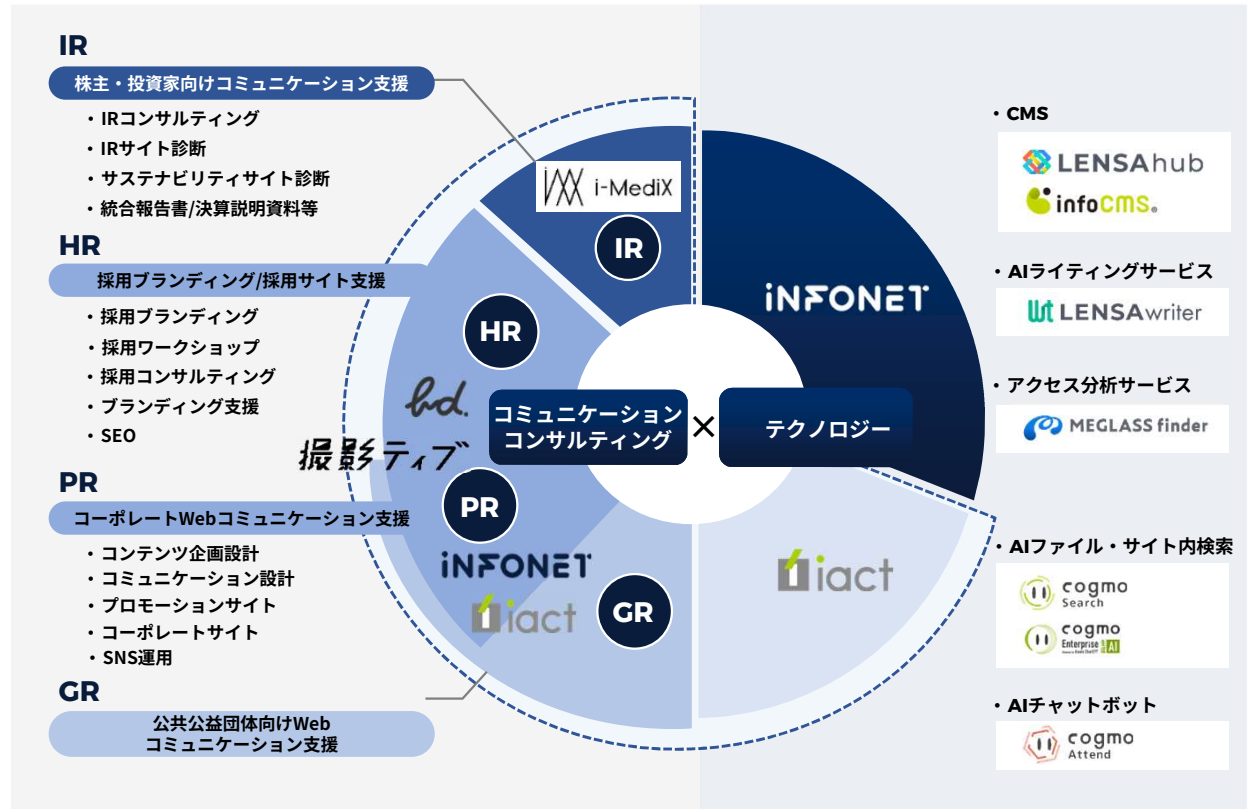 IR
株主・投資家向けコミュニケーション支援
・IRコンサルティング
・IRサイト診断
・サステナビリティサイト診断
・統合報告書/決算説明資料等
HR
採用ブランディング/採用サイト支援
・採用ブランディング
・採用ワークショップ
・採用コンサルティング
・ブランディング支援
・SEO
PR
コーポレートWebコミュニケーション支援
・コンテンツ企画設計
・コミュニケーション設計
・プロモーションサイト
・コーポレートサイト
・SNS運用
GR
公共公益団体向けWeb
コミュニケーション支援
i-MediX
IR
HR
bd.
撮影ティブ
PR
INFONET
iact
GR
コミュニケーション
コンサルティング
×
テクノロジー
INFONET
iact
・CMS
LENSAhub
infoCMS®
・AIライティングサービス
LENSAwriter
・アクセス分析サービス
MEGLASS finder
・AIファイル・サイト内検索
cogmo
Search
cogmo
Enterprise
AI
・AIチャットボット
cogmo
Attend